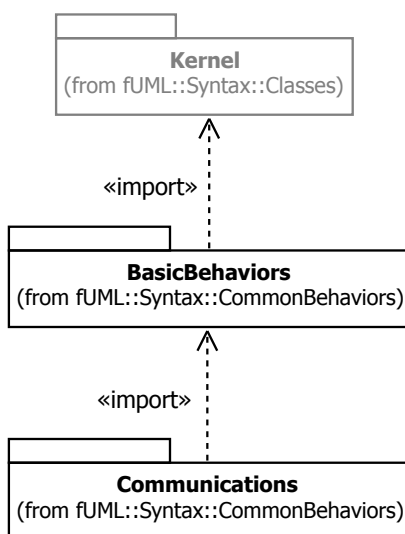 Kernel
(from fUML::Syntax::Classes)
«import»
BasicBehaviors
(from fUML::Syntax::CommonBehaviors)
«import»
Communications
(from fUML::Syntax::CommonBehaviors)